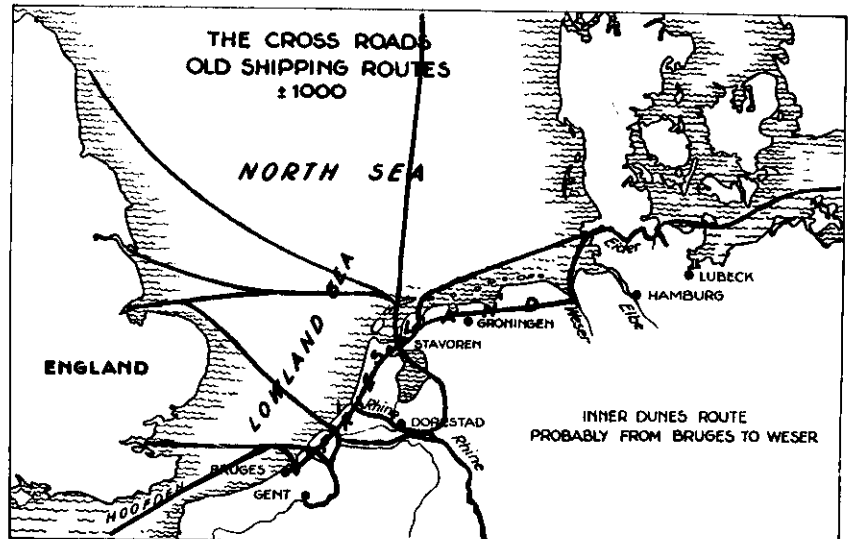 THE CROSS ROADS
OLD SHIPPING ROUTES
± 1000
NORTH SEA
LOWLAND SEA
ENGLAND
HOOFDEN
BRUGES
GENT
Rhine
DORESTAD
Rhine
STAVOREN
GRONINGEN
Weser
Elbe
Eider
LUBECK
HAMBURG
INNER DUNES ROUTE
PROBABLY FROM BRUGES TO WESER